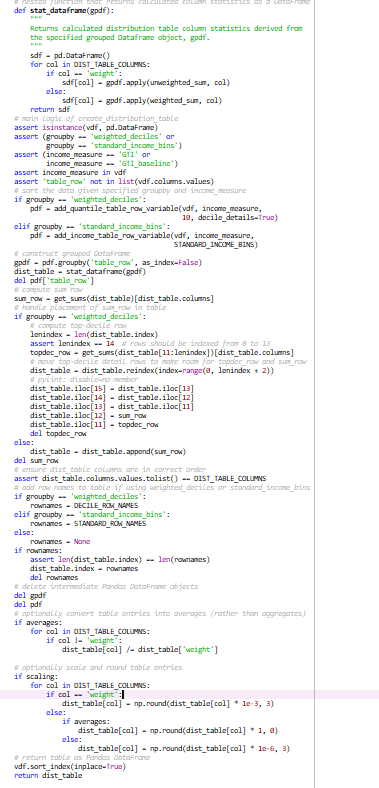 # nested function that returns calculated column statistics as a DataFrame
def stat_dataframe(gpdf):
    """
    Returns calculated distribution table column statistics derived from
    the specified grouped Dataframe object, gpdf.
    """
    sdf = pd.DataFrame()
    for col in DIST_TABLE_COLUMNS:
        if col == 'weight':
            sdf[col] = gpdf.apply(unweighted_sum, col)
        else:
            sdf[col] = gpdf.apply(weighted_sum, col)
    return sdf
# main logic of create_distribution_table
assert isinstance(vdf, pd.DataFrame)
assert (groupby == 'weighted_deciles' or
        groupby == 'standard_income_bins')
assert (income_measure == 'GTI' or
        income_measure == 'GTI_baseline')
assert income_measure in vdf
assert 'table_row' not in list(vdf.columns.values)
# sort the data given specified groupby and income_measure
if groupby == 'weighted_deciles':
    pdf = add_quantile_table_row_variable(vdf, income_measure,
                                          10, decile_details=True)
elif groupby == 'standard_income_bins':
    pdf = add_income_table_row_variable(vdf, income_measure,
                                        STANDARD_INCOME_BINS)
# construct grouped DataFrame
gpdf = pdf.groupby('table_row', as_index=False)
dist_table = stat_dataframe(gpdf)
del pdf['table_row']
# compute sum row
sum_row = get_sums(dist_table)[dist_table.columns]
# handle placement of sum_row in table
if groupby == 'weighted_deciles':
    # compute top-decile row
    lenindex = len(dist_table.index)
    assert lenindex == 14  # rows should be indexed from 0 to 13
    topdec_row = get_sums(dist_table[11:lenindex])[dist_table.columns]
    # move top-decile detail rows to make room for topdec_row and sum_row
    dist_table = dist_table.reindex(index=range(0, lenindex + 2))
    # pylint: disable=no-member
    dist_table.iloc[15] = dist_table.iloc[13]
    dist_table.iloc[14] = dist_table.iloc[12]
    dist_table.iloc[13] = dist_table.iloc[11]
    dist_table.iloc[12] = sum_row
    dist_table.iloc[11] = topdec_row
    del topdec_row
else:
    dist_table = dist_table.append(sum_row)
del sum_row
# ensure dist_table columns are in correct order
assert dist_table.columns.values.tolist() == DIST_TABLE_COLUMNS
# add row names to table if using weighted_deciles or standard_income_bins
if groupby == 'weighted_deciles':
    rownames = DECILE_ROW_NAMES
elif groupby == 'standard_income_bins':
    rownames = STANDARD_ROW_NAMES
else:
    rownames = None
if rownames:
    assert len(dist_table.index) == len(rownames)
    dist_table.index = rownames
    del rownames
# delete intermediate Pandas DataFrame objects
del gpdf
del pdf
# optionally convert table entries into averages (rather than aggregates)
if averages:
    for col in DIST_TABLE_COLUMNS:
        if col != 'weight':
            dist_table[col] /= dist_table['weight']
# optionally scale and round table entries
if scaling:
    for col in DIST_TABLE_COLUMNS:
        if col == 'weight':
            dist_table[col] = np.round(dist_table[col] * 1e-3, 3)
        else:
            if averages:
                dist_table[col] = np.round(dist_table[col] * 1, 0)
            else:
                dist_table[col] = np.round(dist_table[col] * 1e-6, 3)
# return table as Pandas DataFrame
vdf.sort_index(inplace=True)
return dist_table